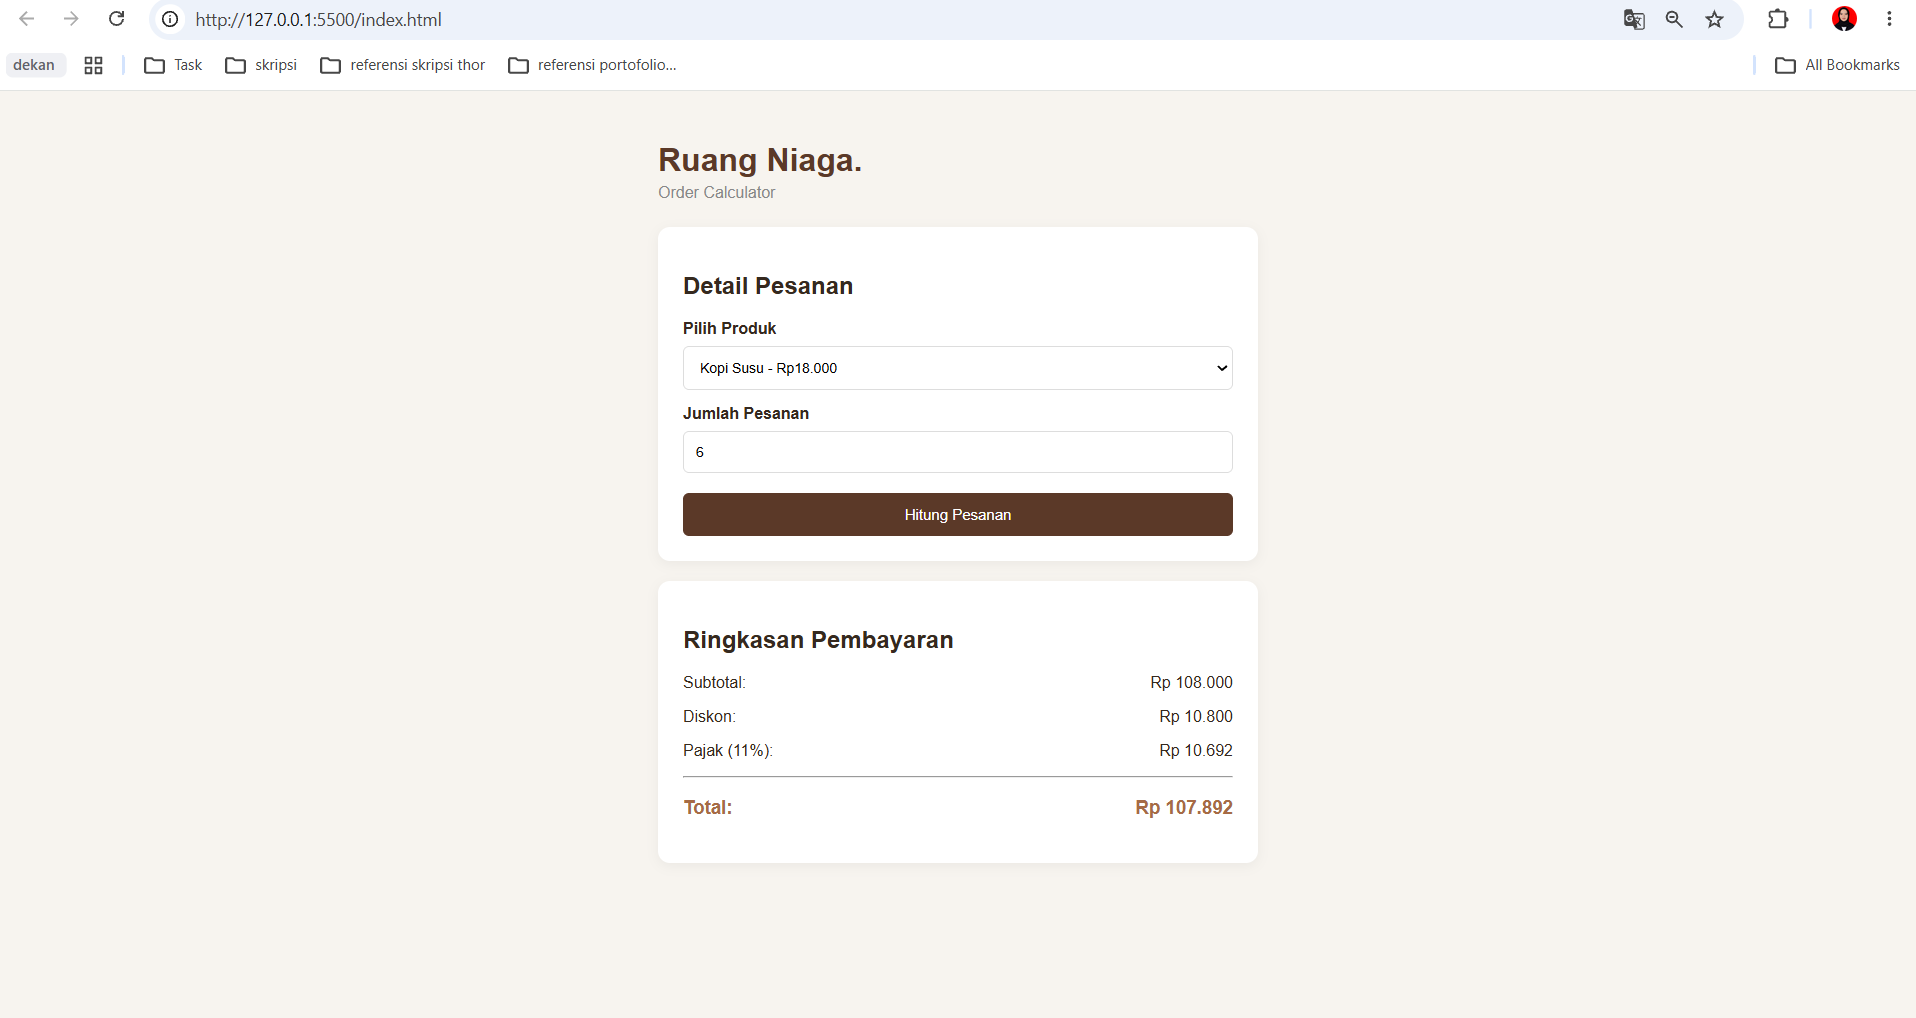 http://127.0.0.1:5500/index.html
dekan Task skripsi referensi skripsi thor referensi portofolio... All Bookmarks
Ruang Niaga.
Order Calculator
Detail Pesanan
Pilih Produk
Kopi Susu - Rp18.000
Jumlah Pesanan
6
Hitung Pesanan
Ringkasan Pembayaran
Subtotal: Rp 108.000
Diskon: Rp 10.800
Pajak (11%): Rp 10.692
Total: Rp 107.892